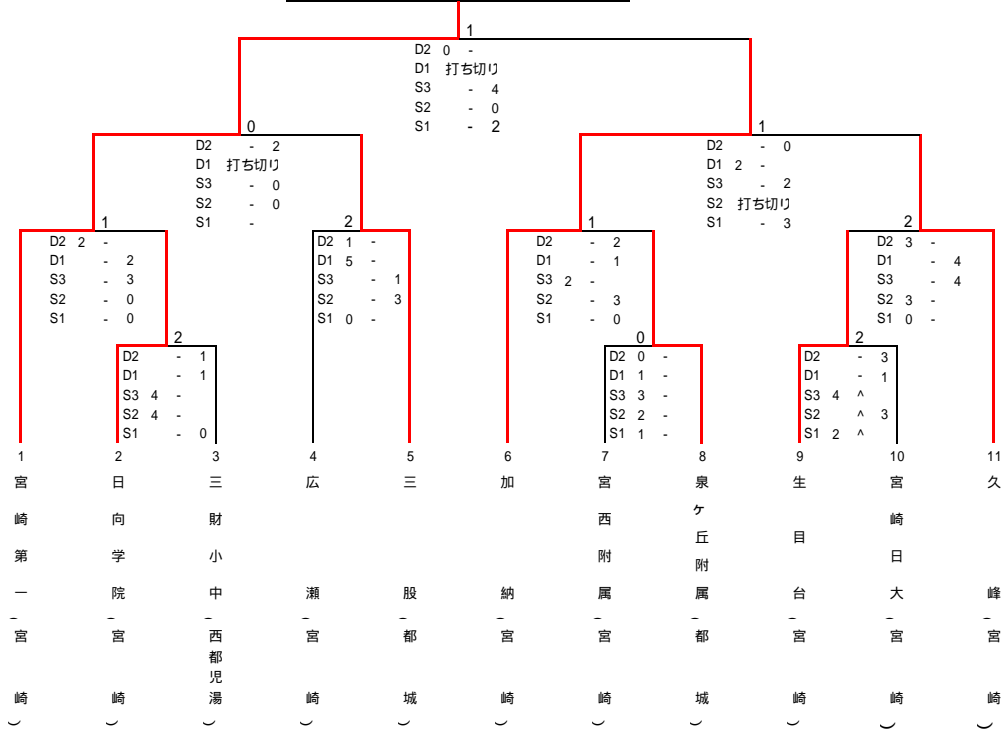 1
D2 0 -
D1 打ち切り
S3 - 4
S2 - 0
S1 - 2
0
D2 - 2
D1 打ち切り
S3 - 0
S2 - 0
S1 -
1
D2 - 0
D1 2 -
S3 - 2
S2 打ち切り
S1 - 3
1
D2 2 -
D1 - 2
S3 - 3
S2 - 0
S1 - 0
2
D2 1 -
D1 5 -
S3 - 1
S2 - 3
S1 0 -
1
D2 - 2
D1 - 1
S3 2 -
S2 - 3
S1 - 0
2
D2 3 -
D1 - 4
S3 - 4
S2 3 -
S1 0 -
2
D2 - 1
D1 - 1
S3 4 -
S2 4 -
S1 - 0
0
D2 0 -
D1 1 -
S3 3 -
S2 2 -
S1 1 -
2
D2 - 3
D1 - 1
S3 4 ^
S2 ^ 3
S1 2 ^
1 2 3 4 5 6 7 8 9 10 11
宮崎第一(宮崎)
日向学院(宮崎)
三財小中(西都児湯)
広瀬(宮崎)
三股(都城)
加納(宮崎)
宮西附属(宮崎)
泉ケ丘附属(都城)
生目台(宮崎)
宮崎日大(宮崎)
久峰(宮崎)